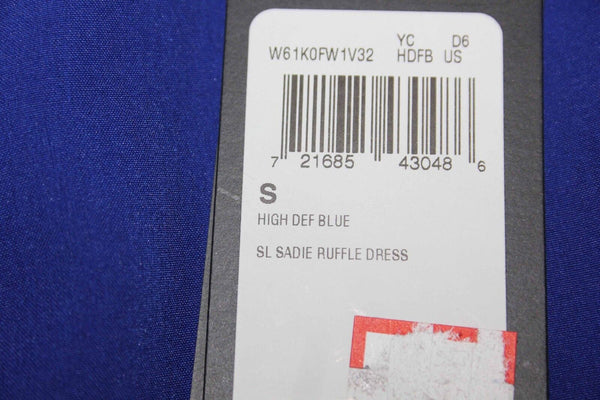 YC D6
W61K0FW1V32 HDFB US
7 21685 43048 6
S
HIGH DEF BLUE
SL SADIE RUFFLE DRESS